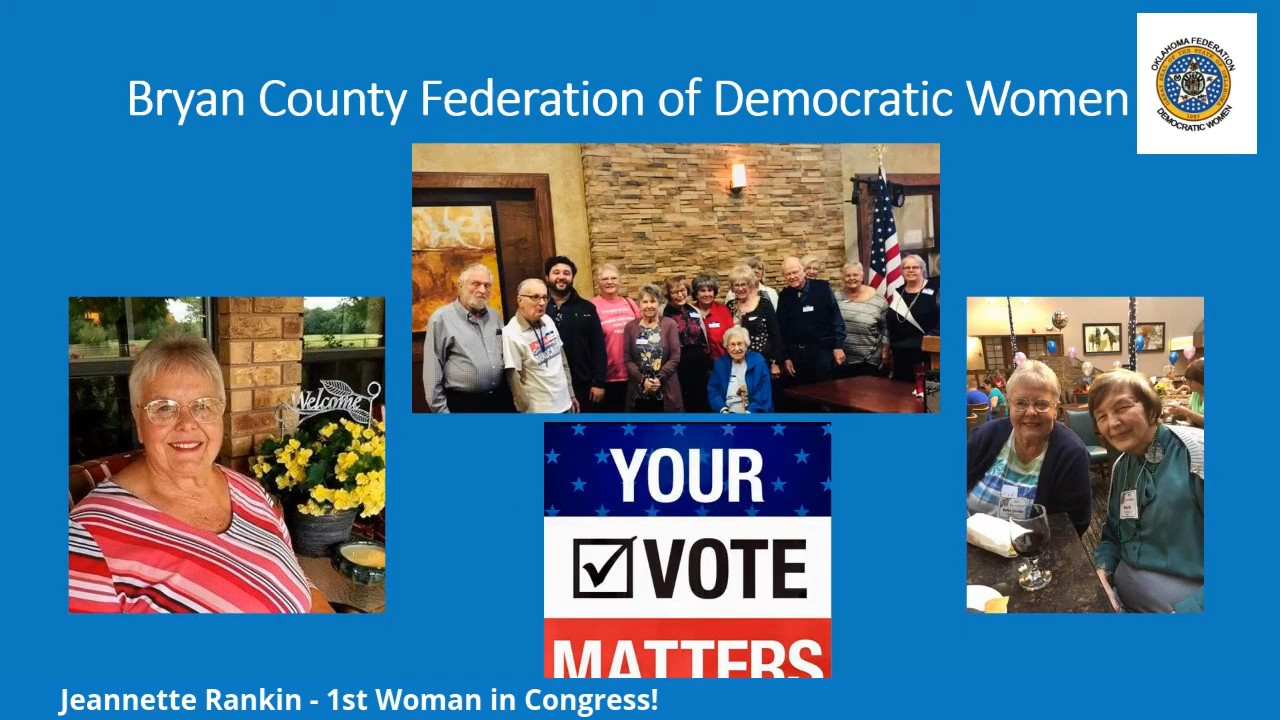 Bryan County Federation of Democratic Women
OKLAHOMA FEDERATION
DEMOCRATIC WOMEN
Welcome
YOUR
VOTE
MATTERS
Jeannette Rankin - 1st Woman in Congress!